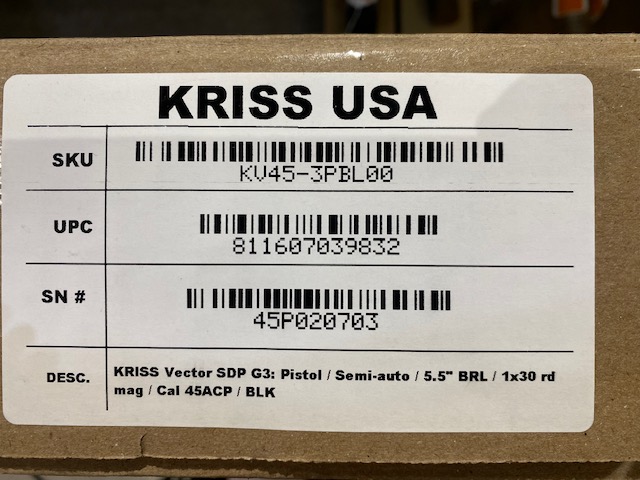 KRISS USA
SKU
KV45-3PBL00
UPC
811607039832
SN #
45P020703
DESC.
KRISS Vector SDP G3: Pistol / Semi-auto / 5.5" BRL / 1x30 rd
mag / Cal 45ACP / BLK